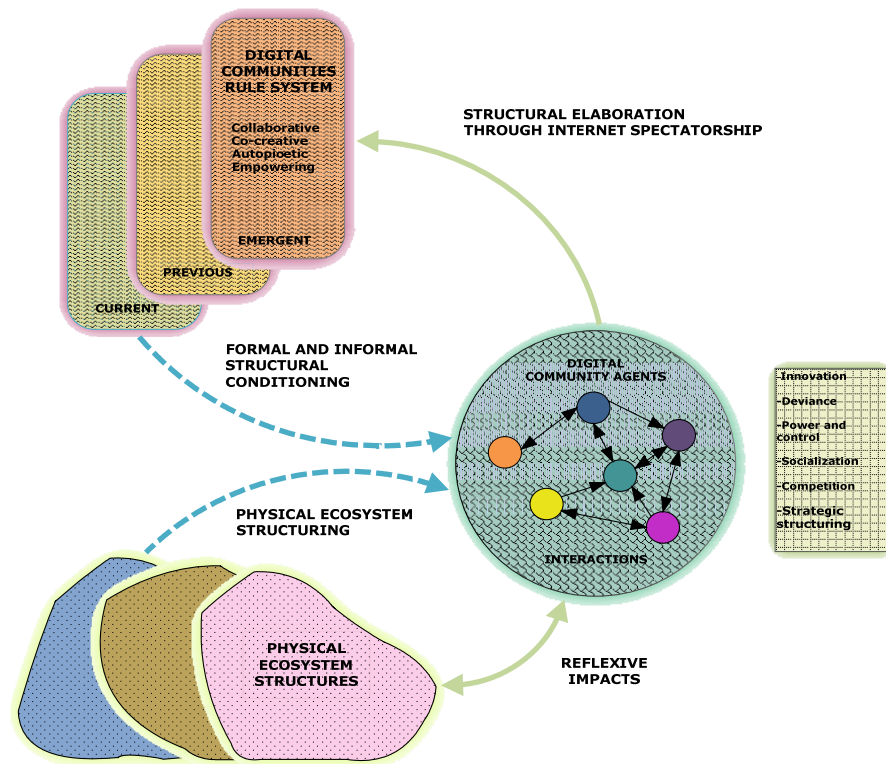 DIGITAL
COMMUNITIES
RULE SYSTEM
Collaborative
Co-creative
Autopioetic
Empowering
EMERGENT
PREVIOUS
CURRENT
STRUCTURAL ELABORATION
THROUGH INTERNET SPECTATORSHIP
FORMAL AND INFORMAL
STRUCTURAL
CONDITIONING
DIGITAL
COMMUNITY AGENTS
INTERACTIONS
-Innovation
-Deviance
-Power and
control
-Socialization
-Competition
-Strategic
structuring
PHYSICAL ECOSYSTEM
STRUCTURING
PHYSICAL
ECOSYSTEM
STRUCTURES
REFLEXIVE
IMPACTS